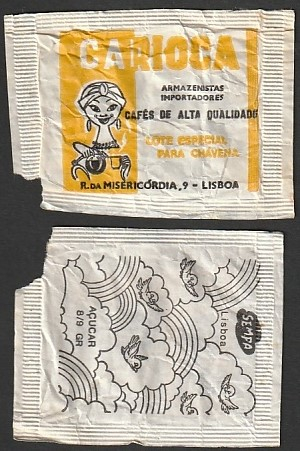 CARIOCA
ARMAZENISTAS
IMPORTADORES
CAFÉS DE ALTA QUALIDADE
LOTE ESPECIAL
PARA CHÁVENA
R. DA MISERICÓRDIA, 9 - LISBOA
SEUPA
Lisboa
AÇUCAR
8/9 GR